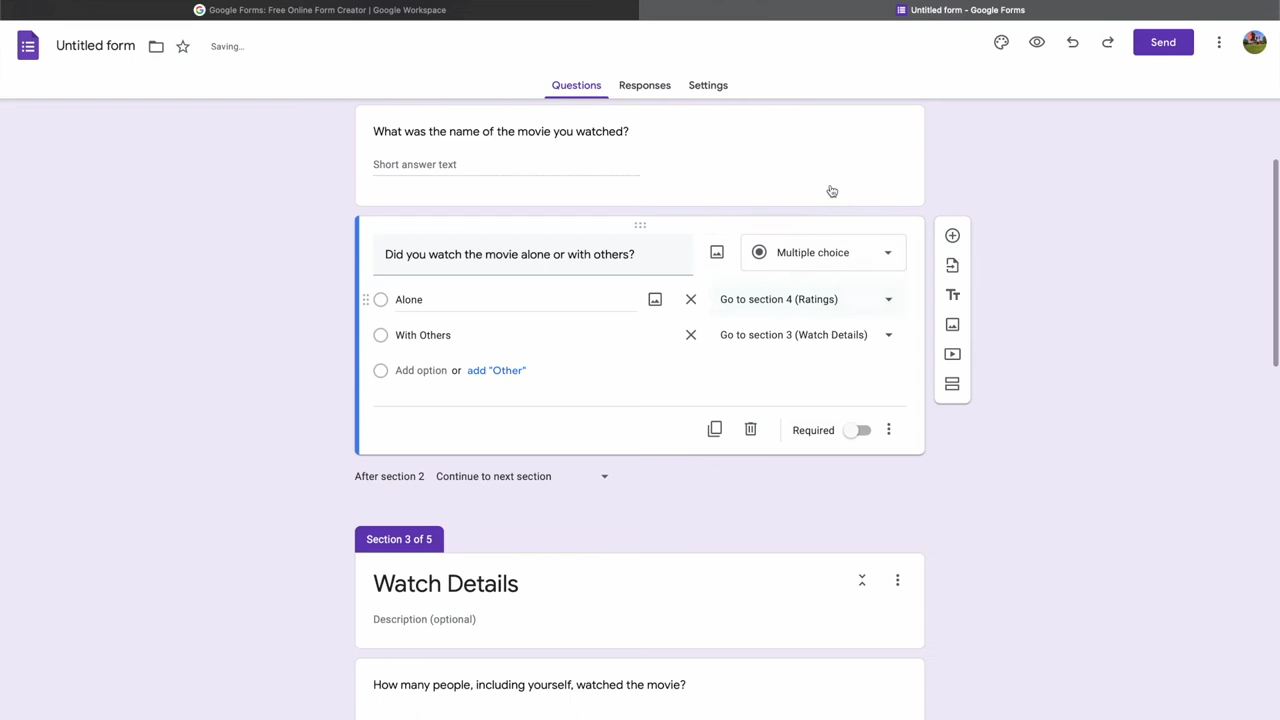 Google Forms: Free Online Form Creator | Google Workspace
Untitled form - Google Forms
Untitled form
Saving...
Send
Questions
Responses
Settings
What was the name of the movie you watched?
Short answer text
Did you watch the movie alone or with others?
Multiple choice
Alone
Go to section 4 (Ratings)
With Others
Go to section 3 (Watch Details)
Add option or add "Other"
Required
After section 2 Continue to next section
Section 3 of 5
Watch Details
Description (optional)
How many people, including yourself, watched the movie?